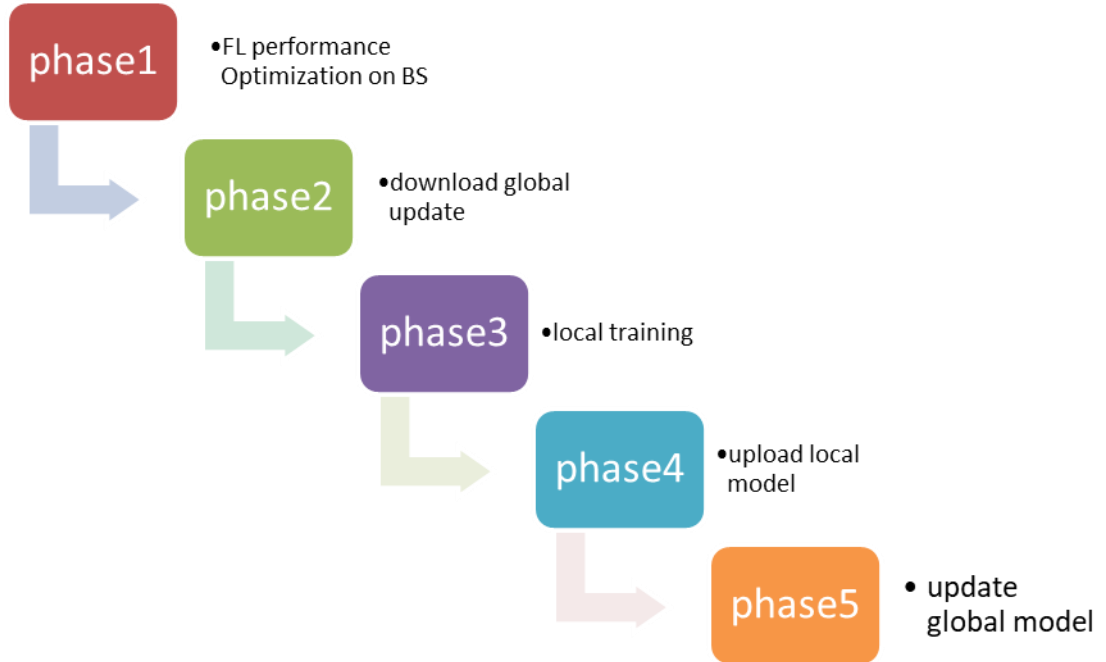 phase1
•FL performance
Optimization on BS
phase2
•download global
update
phase3
•local training
phase4
•upload local
model
phase5
• update
global model